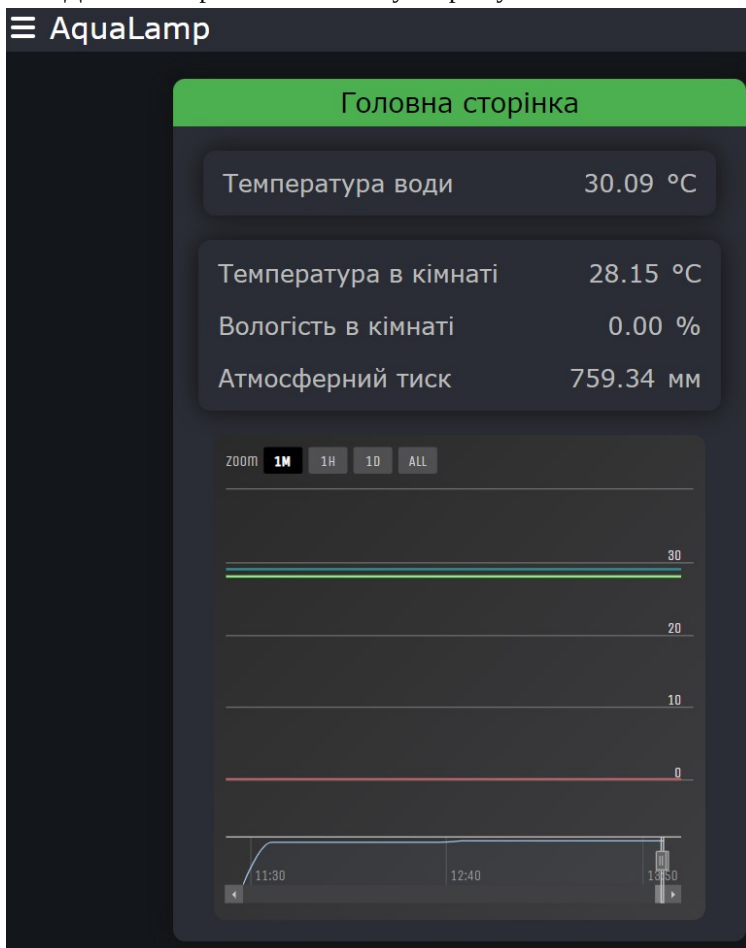 ☰ AquaLamp
Головна сторінка
Температура води 30.09 °C
Температура в кімнаті 28.15 °C
Вологість в кімнаті 0.00 %
Атмосферний тиск 759.34 мм
Zoom 1M 1H 1D ALL
30
20
10
0
11:30 12:40 13:50